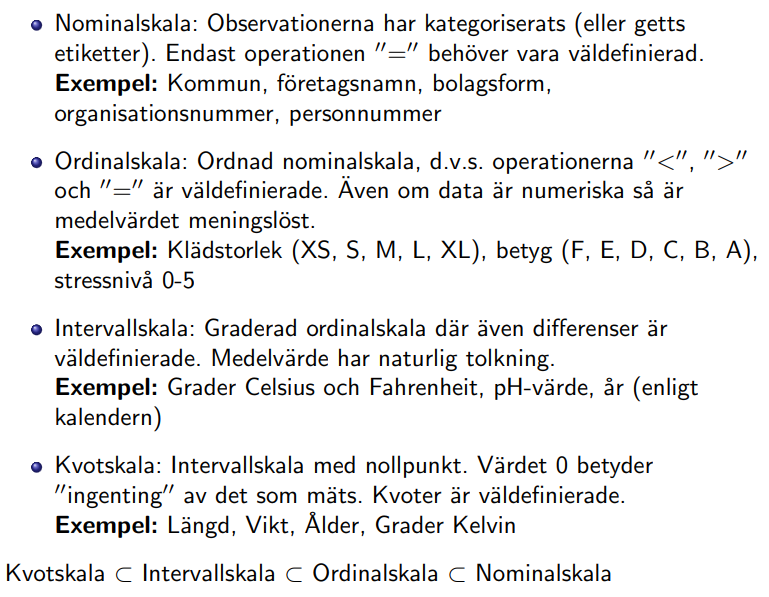 Nominalskala: Observationerna har kategoriserats (eller getts
etiketter). Endast operationen ″=″ behöver vara väldefinierad.
Exempel: Kommun, företagsnamn, bolagsform,
organisationsnummer, personnummer
Ordinalskala: Ordnad nominalskala, d.v.s. operationerna ″<″, ″>″
och ″=″ är väldefinierade. Även om data är numeriska så är
medelvärdet meningslöst.
Exempel: Klädstorlek (XS, S, M, L, XL), betyg (F, E, D, C, B, A),
stressnivå 0-5
Intervallskala: Graderad ordinalskala där även differenser är
väldefinierade. Medelvärde har naturlig tolkning.
Exempel: Grader Celsius och Fahrenheit, pH-värde, år (enligt
kalendern)
Kvotskala: Intervallskala med nollpunkt. Värdet 0 betyder
″ingenting″ av det som mäts. Kvoter är väldefinierade.
Exempel: Längd, Vikt, Ålder, Grader Kelvin
Kvotskala ⊂ Intervallskala ⊂ Ordinalskala ⊂ Nominalskala